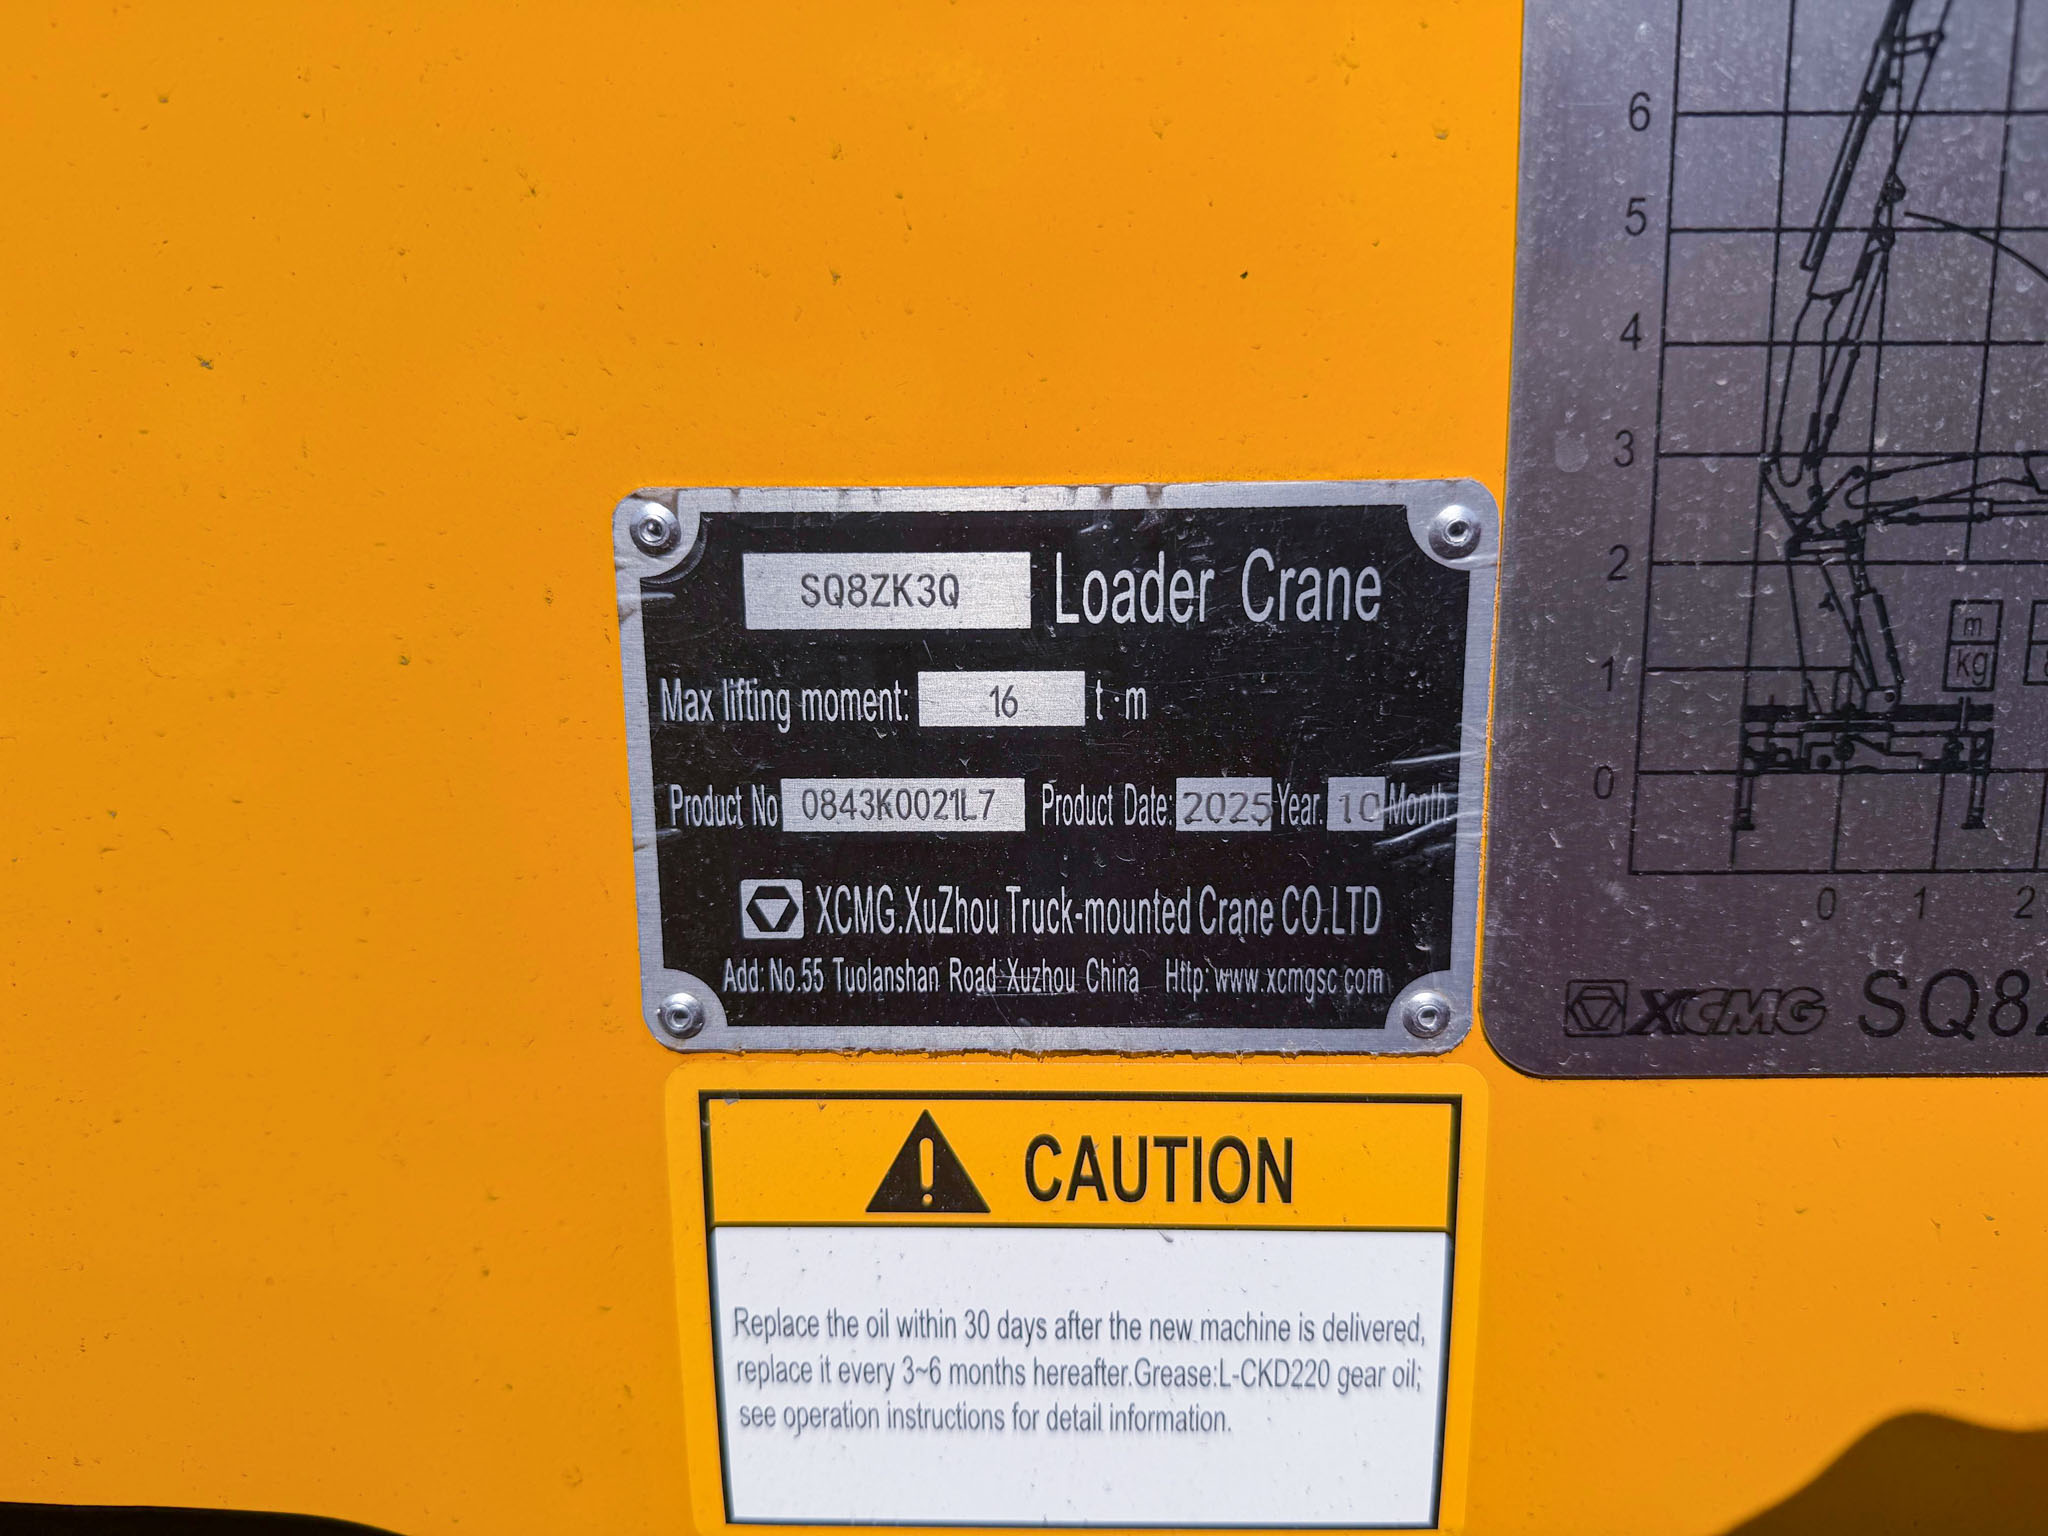 SQ8ZK3Q Loader Crane
Max lifting moment: 16 t·m
Product No 0843K0021L7 Product Date: 2025 Year. 10 Month
XCMG.XuZhou Truck-mounted Crane CO.LTD
Add: No.55 Tuolanshan Road Xuzhou China Http: www.xcmgsc.com
CAUTION
Replace the oil within 30 days after the new machine is delivered,
replace it every 3~6 months hereafter.Grease:L-CKD220 gear oil;
see operation instructions for detail information.
6
5
4
3
2
1
0
m
kg
0 1 2
XCMG